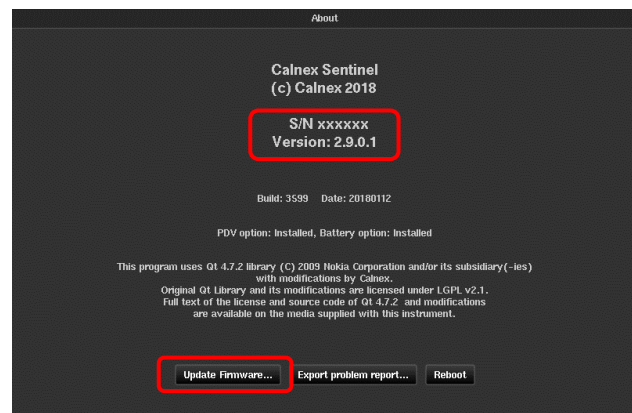 About
Calnex Sentinel
(c) Calnex 2018
S/N xxxxxx
Version: 2.9.0.1
Build: 3599 Date: 20180112
PDV option: Installed, Battery option: Installed
This program uses Qt 4.7.2 library (C) 2009 Nokia Corporation and/or its subsidiary(-ies)
with modifications by Calnex.
Original Qt Library and its modifications are licensed under LGPL v2.1.
Full text of the license and source code of Qt 4.7.2 and modifications
are available on the media supplied with this instrument.
Update Firmware... Export problem report... Reboot